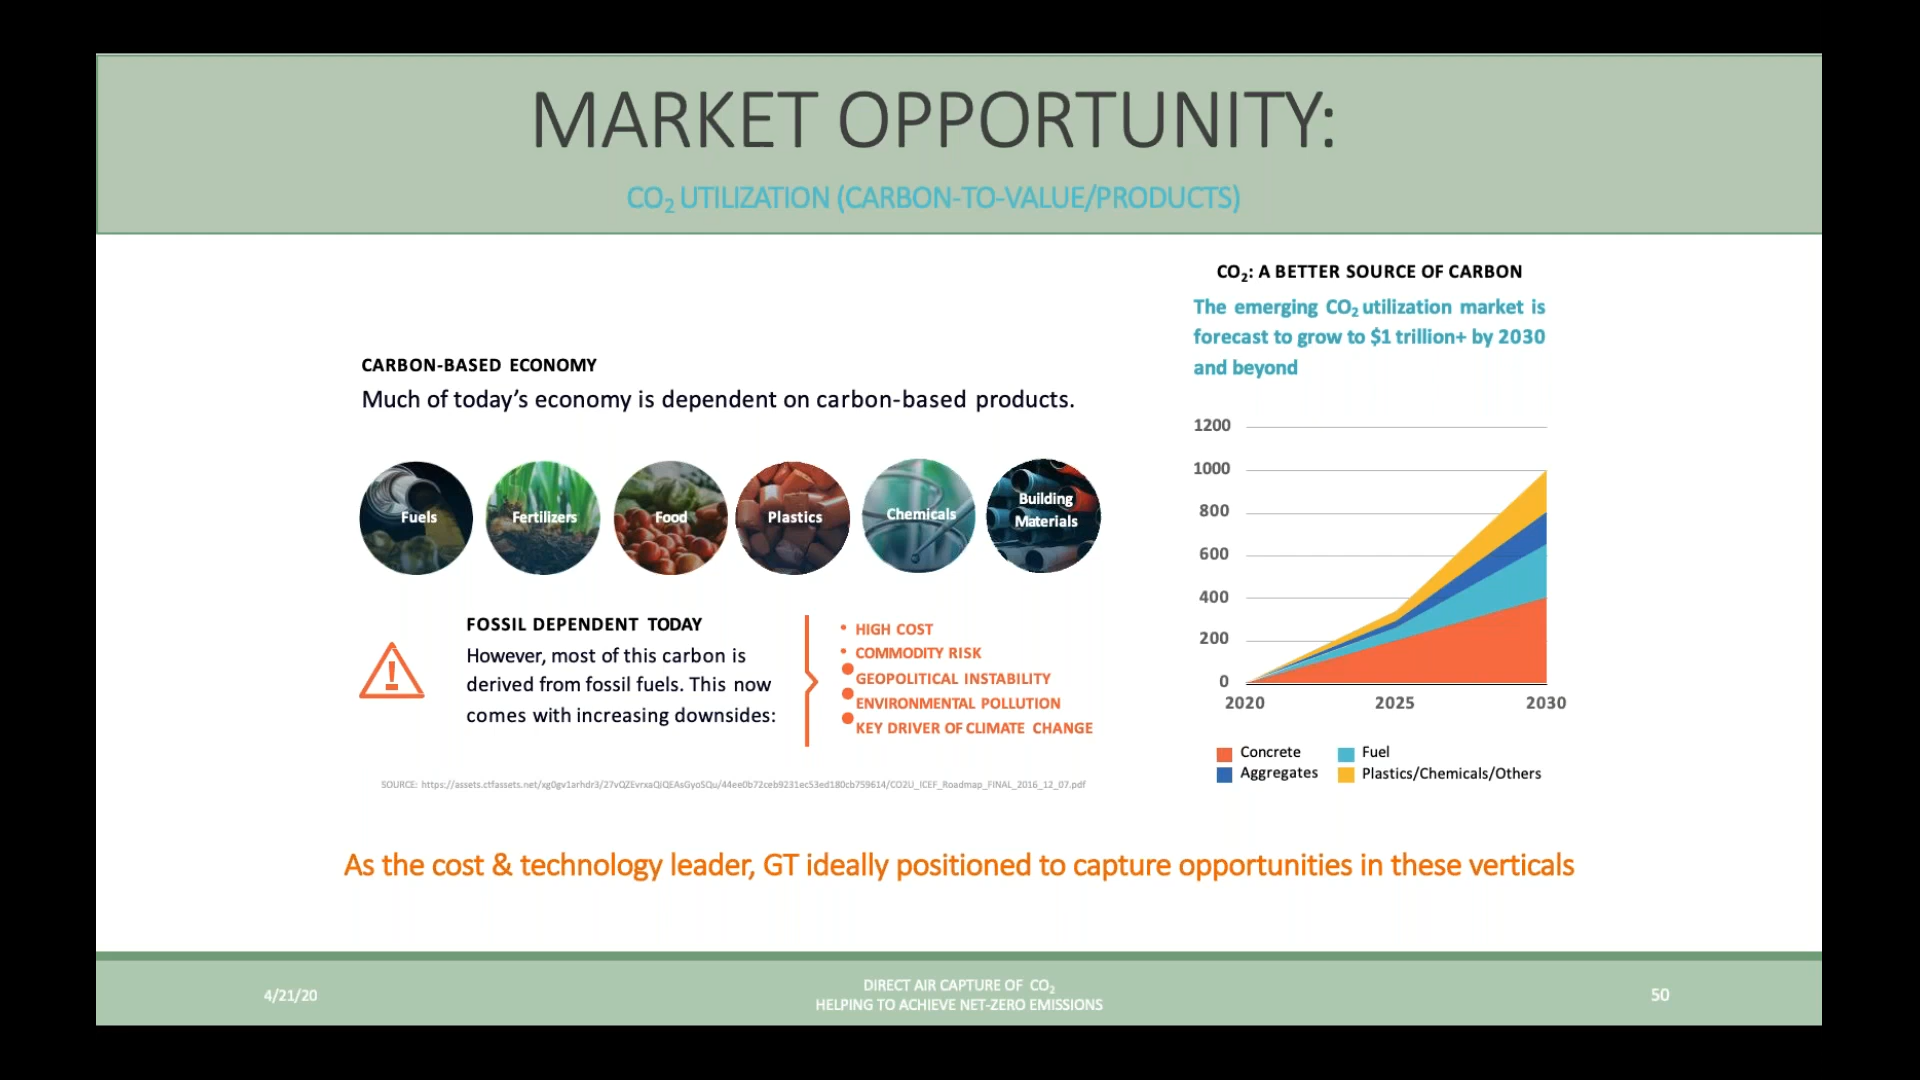 MARKET OPPORTUNITY:
CO₂ UTILIZATION (CARBON-TO-VALUE/PRODUCTS)
CARBON-BASED ECONOMY
Much of today’s economy is dependent on carbon-based products.
Fuels
Fertilizers
Food
Plastics
Chemicals
Building
Materials
FOSSIL DEPENDENT TODAY
However, most of this carbon is
derived from fossil fuels. This now
comes with increasing downsides:
• HIGH COST
• COMMODITY RISK
• GEOPOLITICAL INSTABILITY
• ENVIRONMENTAL POLLUTION
• KEY DRIVER OF CLIMATE CHANGE
SOURCE: https://assets.ctfassets.net/xg0gv1arhdr3/27vQZEvrxaQiQEAsGyoSQu/44ee0b72ceb9231ec53ed180cb759614/CO2U_ICEF_Roadmap_FINAL_2016_12_07.pdf
CO₂: A BETTER SOURCE OF CARBON
The emerging CO₂ utilization market is
forecast to grow to $1 trillion+ by 2030
and beyond
1200
1000
800
600
400
200
0
2020 2025 2030
Concrete Fuel
Aggregates Plastics/Chemicals/Others
As the cost & technology leader, GT ideally positioned to capture opportunities in these verticals
4/21/20
DIRECT AIR CAPTURE OF CO₂
HELPING TO ACHIEVE NET-ZERO EMISSIONS
50